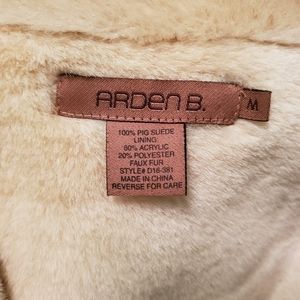 ARDEN B.
M
100% PIG SUEDE
LINING:
80% ACRYLIC
20% POLYESTER
FAUX FUR
STYLE# D16-381
MADE IN CHINA
REVERSE FOR CARE